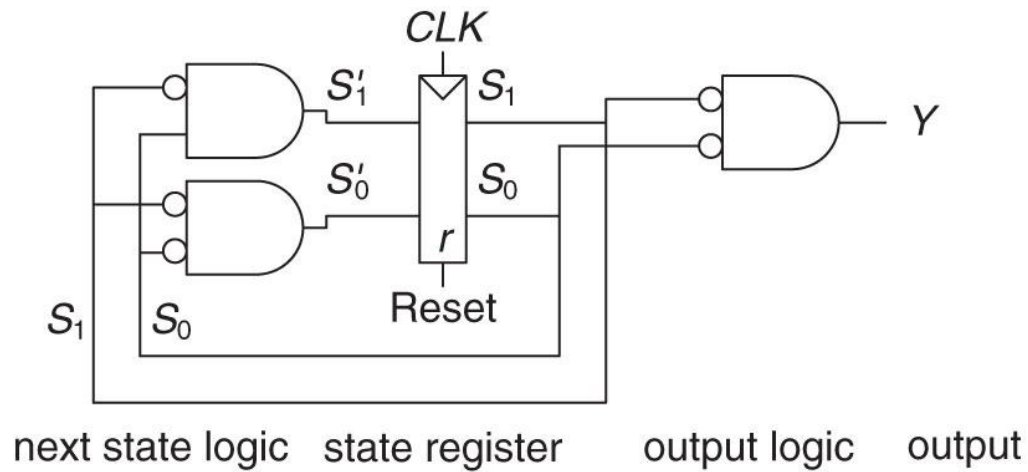 CLK
S'1
S1
Y
S'0
S0
r
Reset
S1
S0
next state logic
state register
output logic
output